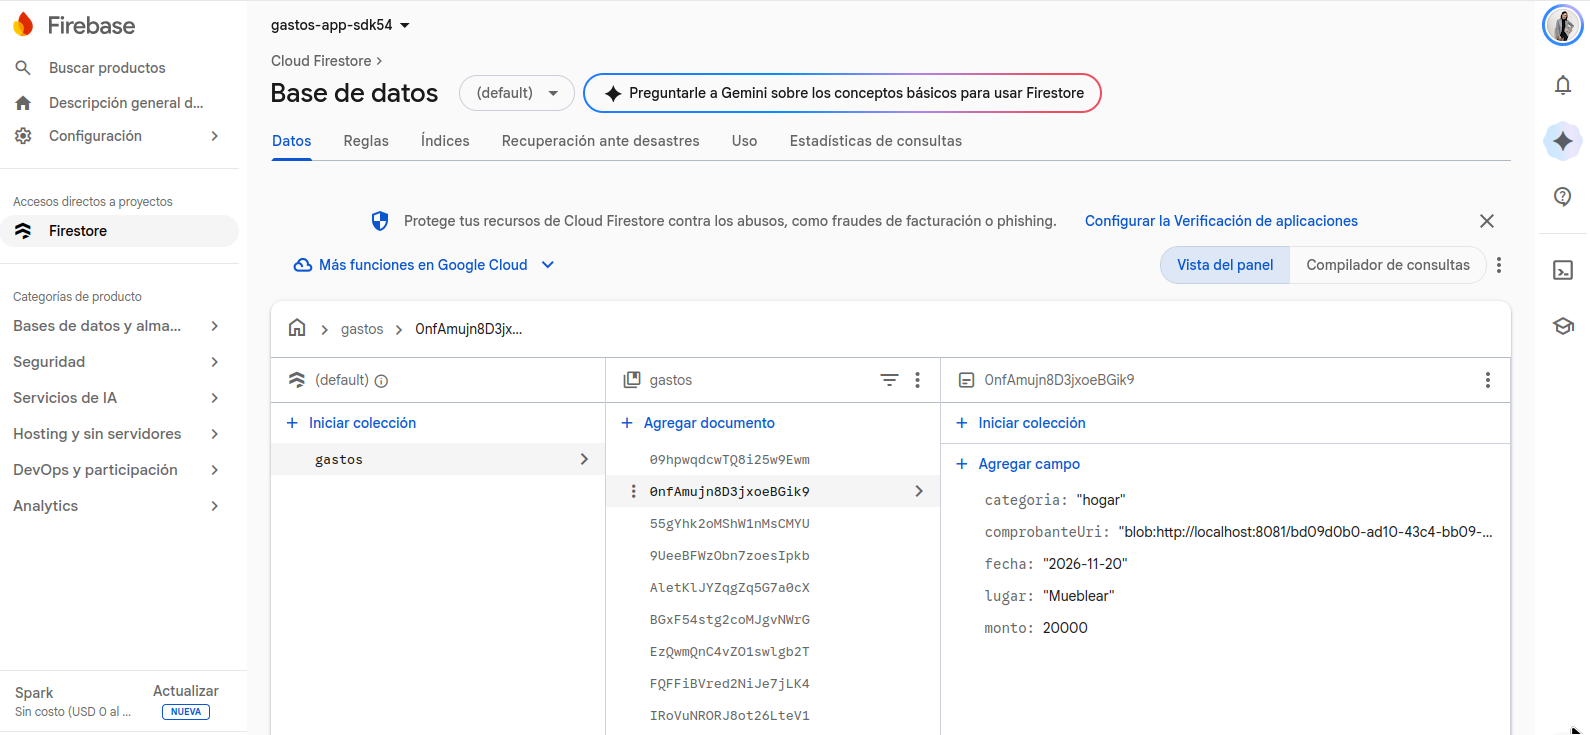 Firebase
Buscar productos
Descripción general d...
Configuración
Accesos directos a proyectos
Firestore
Categorías de producto
Bases de datos y alma...
Seguridad
Servicios de IA
Hosting y sin servidores
DevOps y participación
Analytics
Spark
Sin costo (USD 0 al ...
Actualizar
NUEVA
gastos-app-sdk54
Cloud Firestore
Base de datos
(default)
Preguntarle a Gemini sobre los conceptos básicos para usar Firestore
Datos Reglas Índices Recuperación ante desastres Uso Estadísticas de consultas
Protege tus recursos de Cloud Firestore contra los abusos, como fraudes de facturación o phishing. Configurar la Verificación de aplicaciones
Más funciones en Google Cloud
Vista del panel Compilador de consultas
gastos 0nfAmujn8D3jx...
(default)
Iniciar colección
gastos
gastos
Agregar documento
09hpwqdcwTQ8i25w9Ewm
0nfAmujn8D3jxoeBGik9
55gYhk2oMShW1nMsCMYU
9UeeBFWzObn7zoesIpkb
AletKlJYZqgZq5G7a0cX
BGxF54stg2coMJgvNWrG
EzQwmQnC4vZO1swlgb2T
FQFFiBVred2NiJe7jLK4
IRoVuNRORJ8ot26LteV1
0nfAmujn8D3jxoeBGik9
Iniciar colección
Agregar campo
categoria: "hogar"
comprobanteUri: "blob:http://localhost:8081/bd09d0b0-ad10-43c4-bb09-...
fecha: "2026-11-20"
lugar: "Mueblear"
monto: 20000